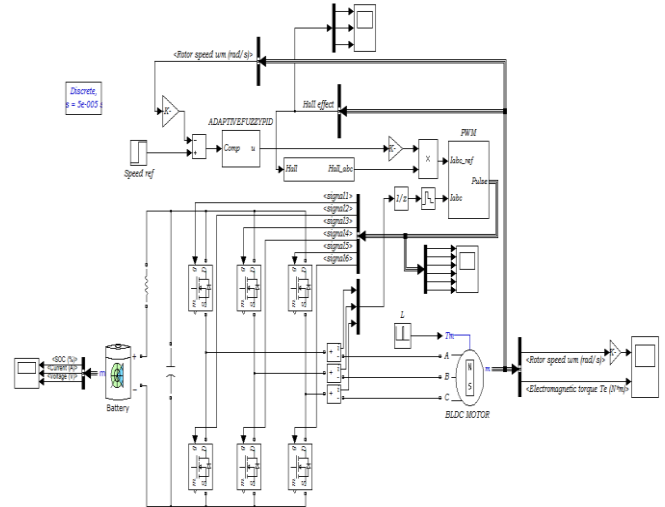 <Rotor speed wm (rad/s)>
Discrete,
s = 5e-005 s
Hall effect
K-
ADAPTIVEFUZZYPID
Comp u
Speed ref
K-
Hall Hall_abc
X
PWM
Iabc_ref
Pulse
Iabc
1/z
<signal1>
<signal2>
<signal3>
<signal4>
<signal5>
<signal6>
L
Tm
A
B
C
N
S
m
BLDC MOTOR
<SOC (%)>
<Current (A)>
<Voltage (V)>
m
+
-
Battery
K-
<Rotor speed wm (rad/s)>
<Electromagnetic torque Te (N*m)>